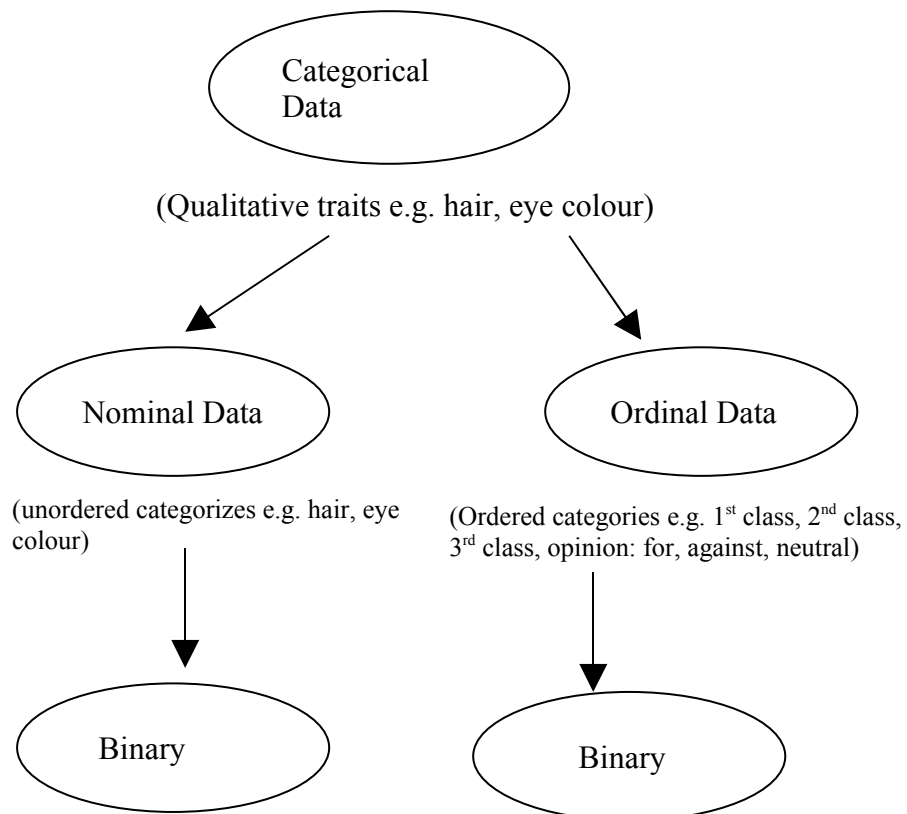 Categorical
Data
(Qualitative traits e.g. hair, eye colour)
Nominal Data
Ordinal Data
(unordered categorizes e.g. hair, eye
colour)
(Ordered categories e.g. 1st class, 2nd class,
3rd class, opinion: for, against, neutral)
Binary
Binary